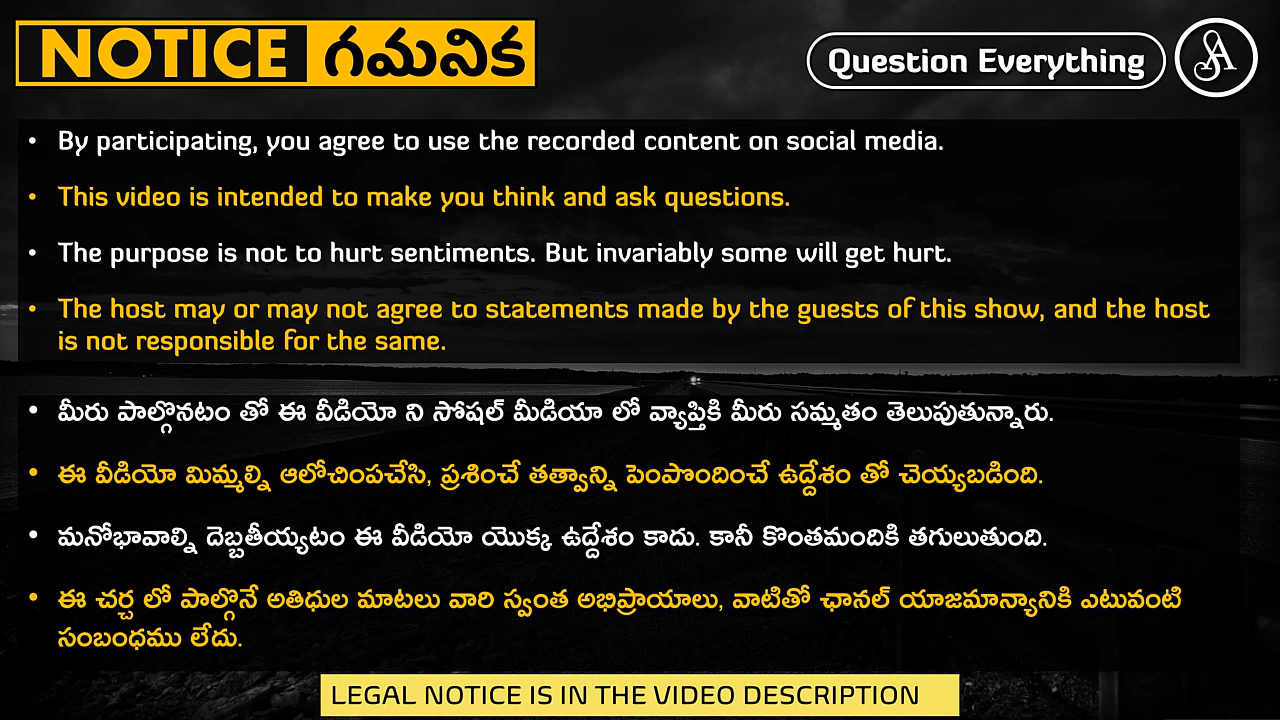 NOTICE గమనిక
Question Everything
• By participating, you agree to use the recorded content on social media.
• This video is intended to make you think and ask questions.
• The purpose is not to hurt sentiments. But invariably some will get hurt.
• The host may or may not agree to statements made by the guests of this show, and the host
is not responsible for the same.
• మీరు పాల్గొనటం తో ఈ వీడియో ని సోషల్ మీడియా లో వ్యాప్తికి మీరు సమ్మతం తెలుపుతున్నారు.
• ఈ వీడియో మిమ్మల్ని ఆలోచింపచేసి, ప్రశించే తత్వాన్ని పెంపొందించే ఉద్దేశం తో చెయ్యబడింది.
• మనోభావాల్ని దెబ్బతీయ్యటం ఈ వీడియో యొక్క ఉద్దేశం కాదు. కానీ కొంతమందికి తగులుతుంది.
• ఈ చర్చ లో పాల్గొనే అతిధుల మాటలు వారి స్వంత అభిప్రాయాలు, వాటితో ఛానల్ యాజమాన్యానికి ఎటువంటి
సంబంధము లేదు.
LEGAL NOTICE IS IN THE VIDEO DESCRIPTION